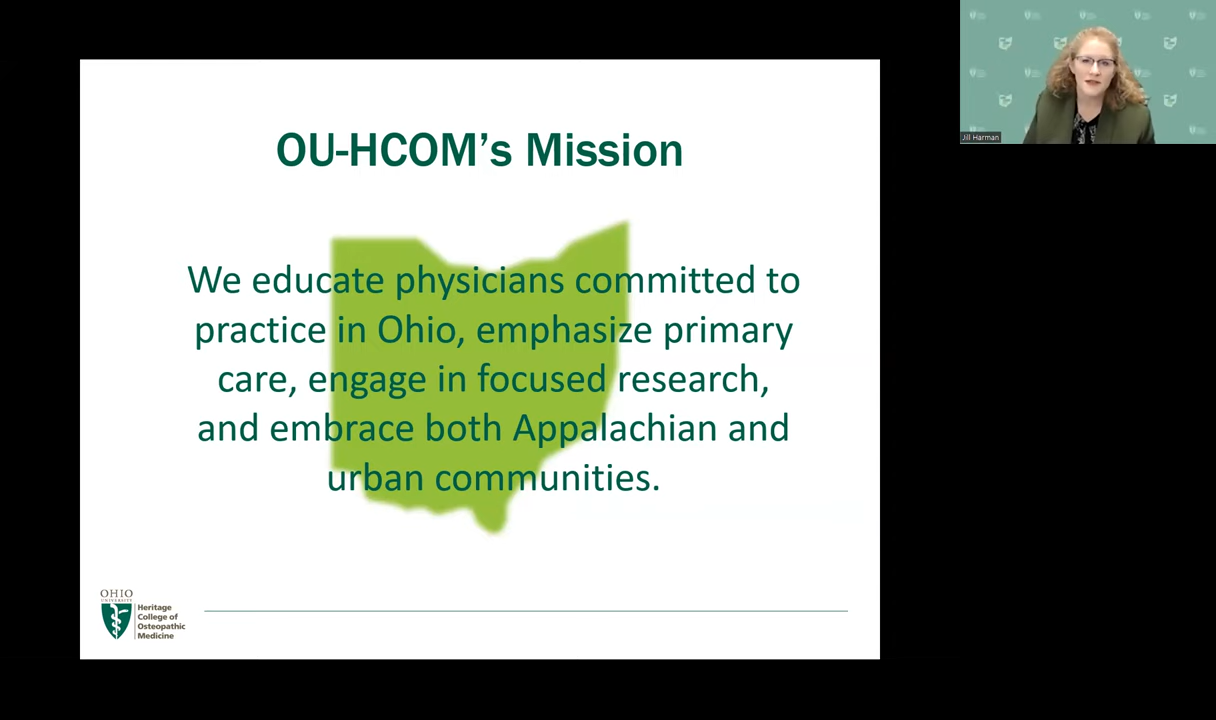 OU-HCOM's Mission
We educate physicians committed to
practice in Ohio, emphasize primary
care, engage in focused research,
and embrace both Appalachian and
urban communities.
OHIO
UNIVERSITY
Heritage
College of
Osteopathic
Medicine
Jill Harman